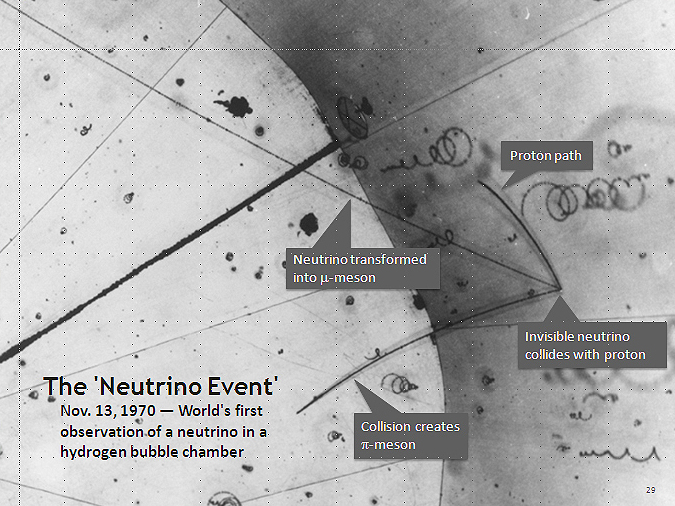 Proton path
Neutrino transformed
into μ-meson
Invisible neutrino
collides with proton
The 'Neutrino Event'
Nov. 13, 1970 — World's first
observation of a neutrino in a
hydrogen bubble chamber
Collision creates
π-meson
29